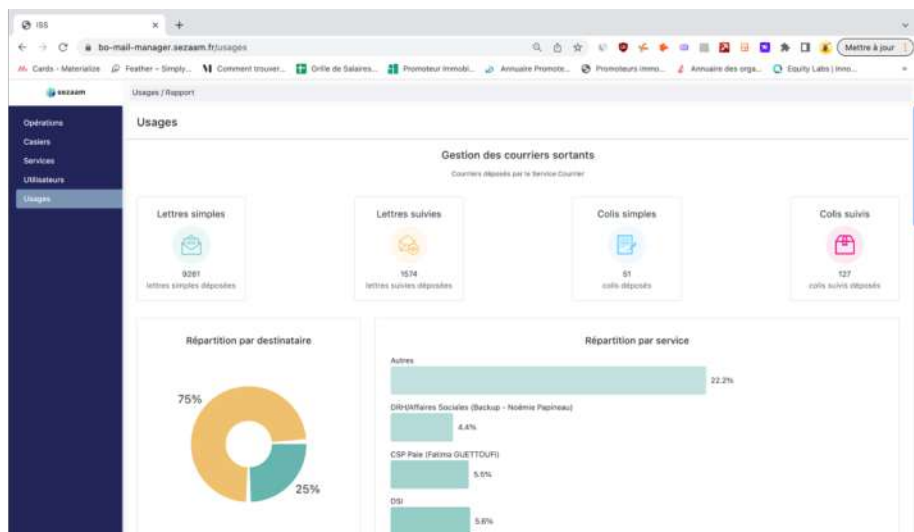 ISS
bo-mail-manager.sezaam.fr/usages
Mettre à jour
Cards - Materialize
Feather – Simply...
Comment trouver...
Grille de Salaires...
Promoteur Immobi...
Annuaire Promote...
Promoteurs immo...
Annuaire des orga...
Equity Labs | Inno...
sezaam
Usages / Rapport
Opérations
Casiers
Services
Utilisateurs
Usages
Usages
Gestion des courriers sortants
Courriers déposés par le Service Courrier
Lettres simples
9281
lettres simples déposées
Lettres suivies
1574
lettres suivies déposées
Colis simples
51
colis déposés
Colis suivis
127
colis suivis déposés
Répartition par destinataire
75%
25%
Répartition par service
Autres
22.2%
DRH/Affaires Sociales (Backup - Noémie Papineau)
4.4%
CSP Paie (Fatima GUETTOUFI)
5.5%
DSI
5.6%